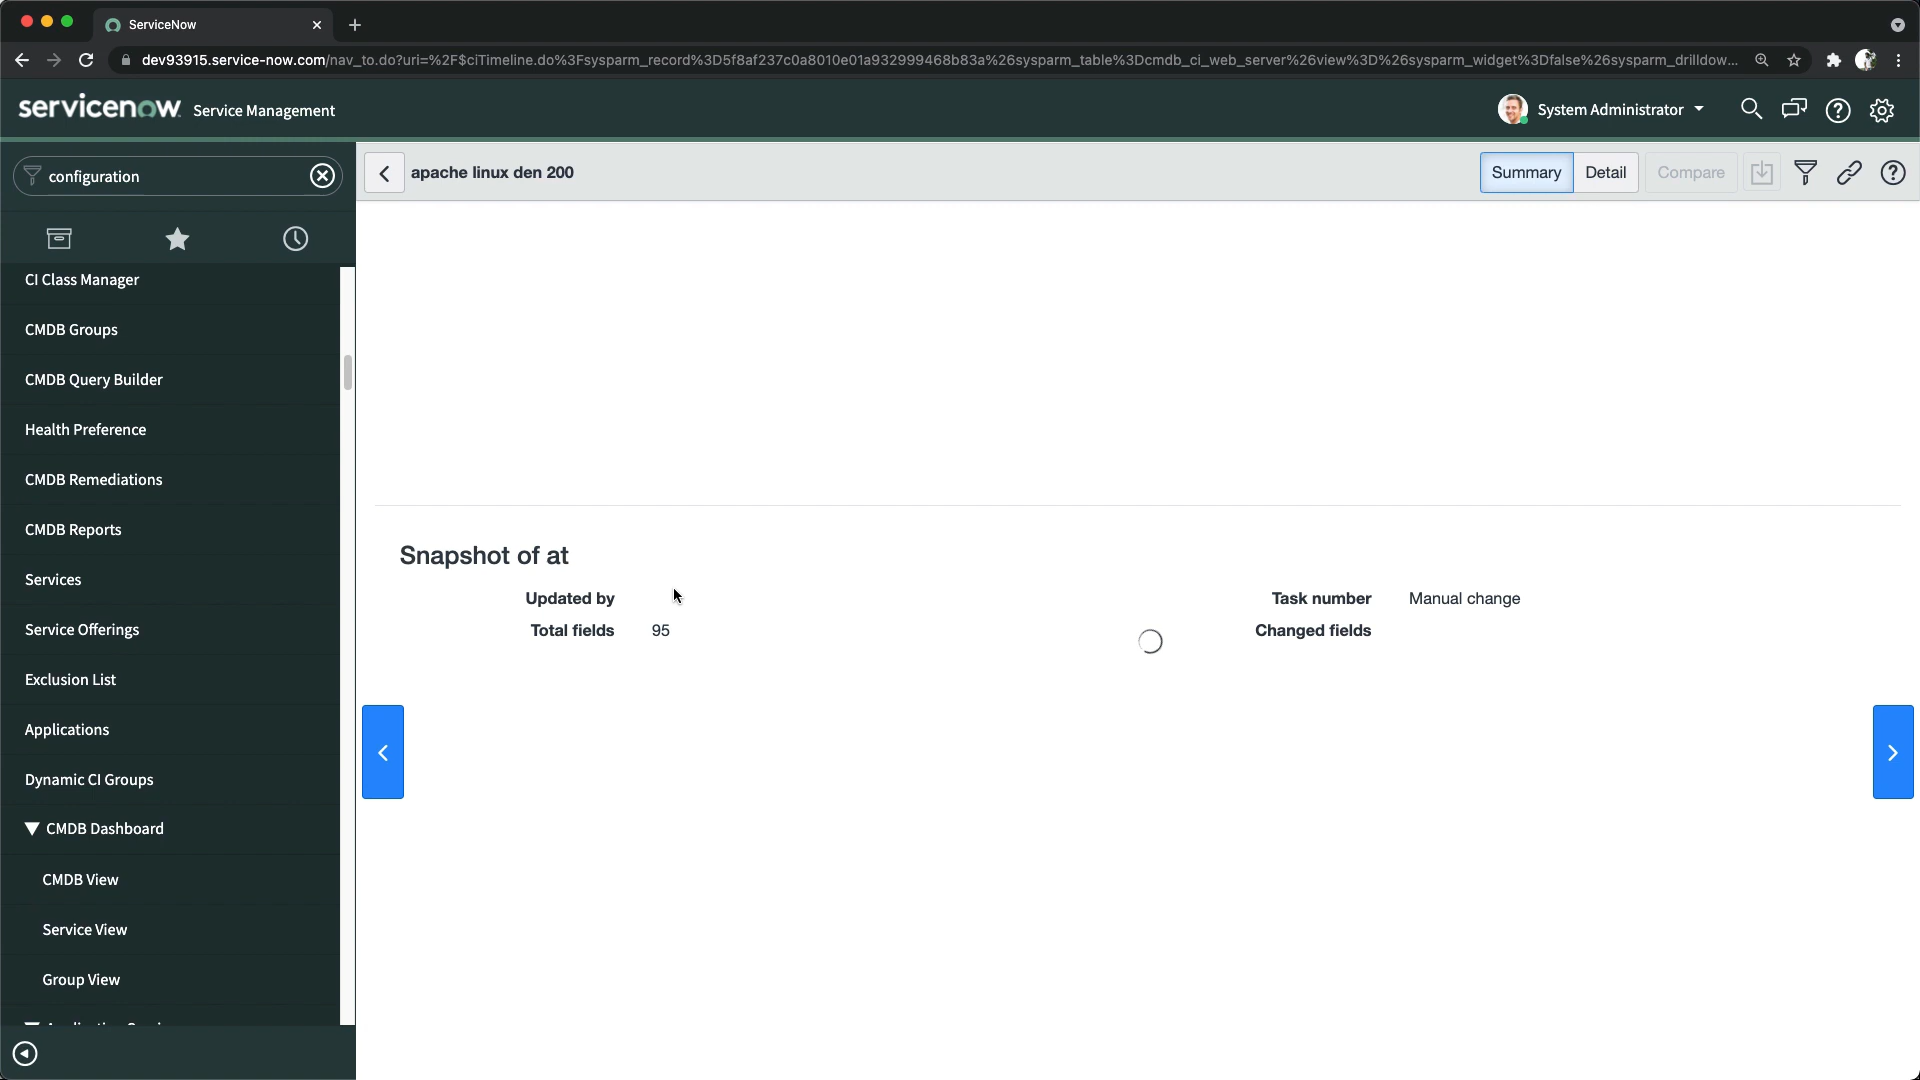 ServiceNow
dev93915.service-now.com/nav_to.do?uri=%2F$ciTimeline.do%3Fsysparm_record%3D5f8af237c0a8010e01a932999468b83a%26sysparm_table%3Dcmdb_ci_web_server%26view%3D%26sysparm_widget%3Dfalse%26sysparm_drilldow...
servicenow Service Management
System Administrator
configuration
apache linux den 200
Summary
Detail
Compare
CI Class Manager
CMDB Groups
CMDB Query Builder
Health Preference
CMDB Remediations
CMDB Reports
Services
Service Offerings
Exclusion List
Applications
Dynamic CI Groups
CMDB Dashboard
CMDB View
Service View
Group View
Snapshot of at
Updated by
Task number Manual change
Total fields 95
Changed fields